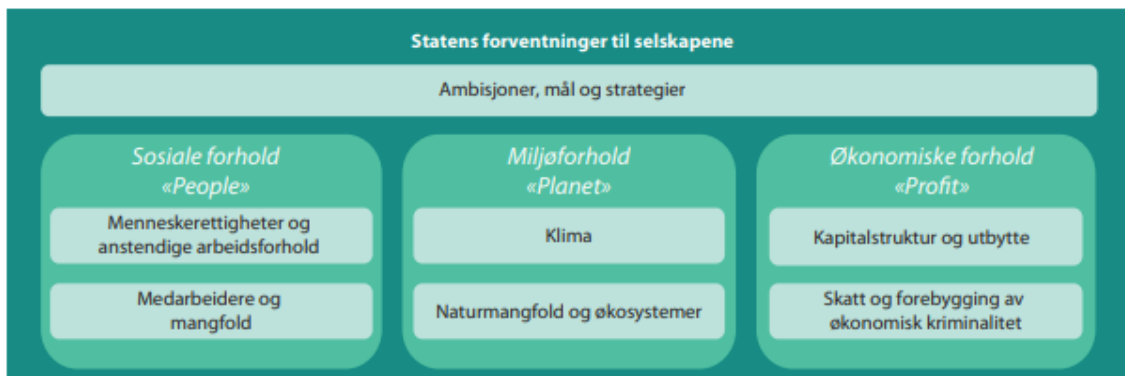 Statens forventninger til selskapene
Ambisjoner, mål og strategier
Sosiale forhold
«People»
Menneskerettigheter og
anstendige arbeidsforhold
Medarbeidere og
mangfold
Miljøforhold
«Planet»
Klima
Naturmangfold og økosystemer
Økonomiske forhold
«Profit»
Kapitalstruktur og utbytte
Skatt og forebygging av
økonomisk kriminalitet